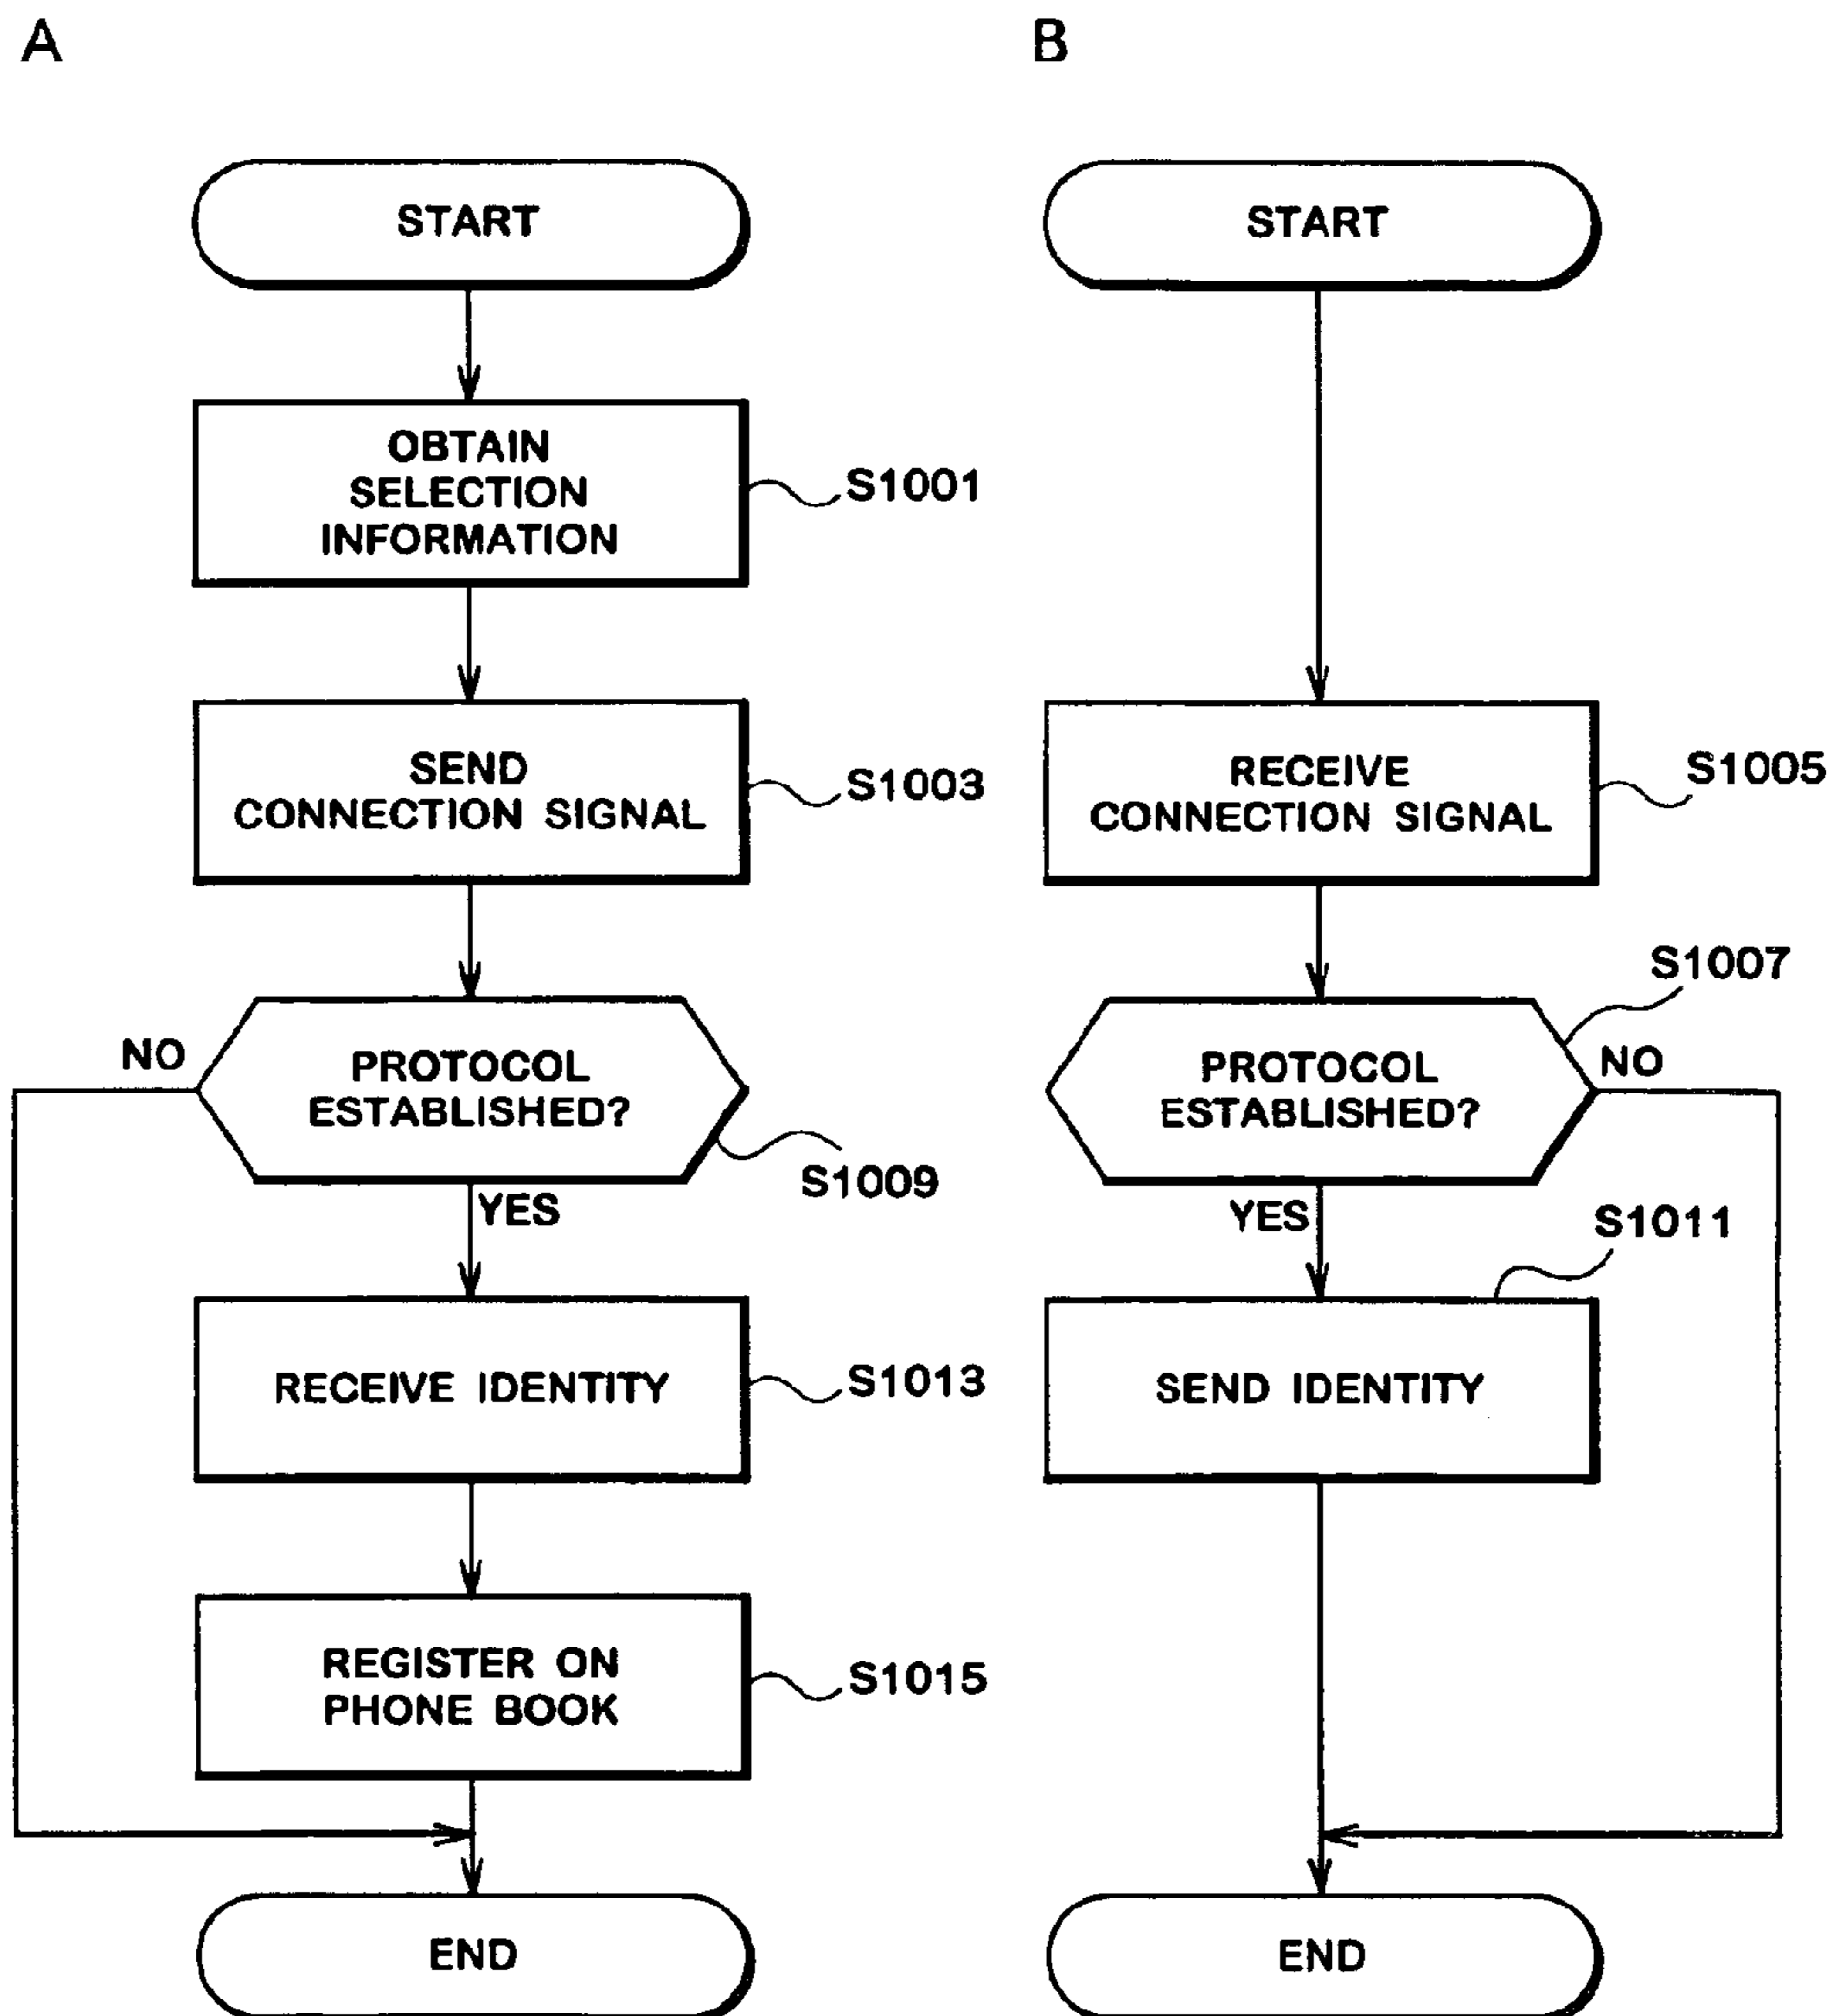 A
START
OBTAIN
SELECTION
INFORMATION
S1001
SEND
CONNECTION SIGNAL
S1003
NO
PROTOCOL
ESTABLISHED?
S1009
YES
RECEIVE IDENTITY
S1013
REGISTER ON
PHONE BOOK
S1015
END
B
START
RECEIVE
CONNECTION SIGNAL
S1005
S1007
PROTOCOL
ESTABLISHED?
NO
YES
S1011
SEND IDENTITY
END